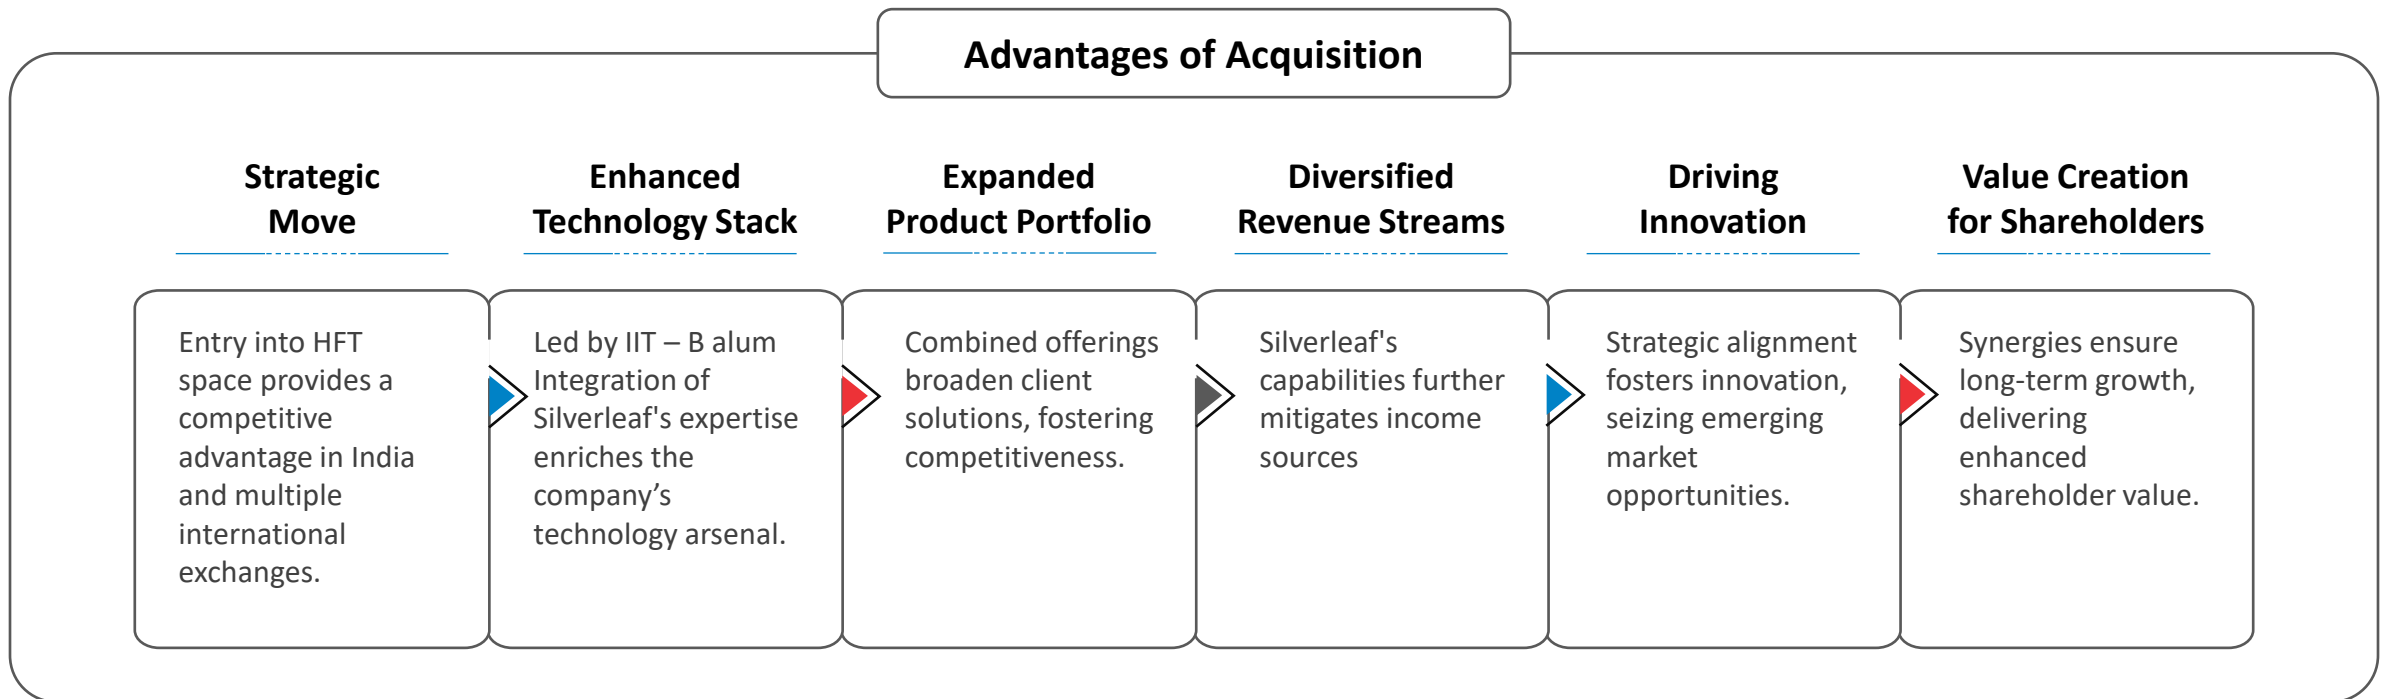 Advantages of Acquisition
Strategic
Move
Enhanced
Technology Stack
Expanded
Product Portfolio
Diversified
Revenue Streams
Driving
Innovation
Value Creation
for Shareholders
Entry into HFT
space provides a
competitive
advantage in India
and multiple
international
exchanges.
Led by IIT – B alum
Integration of
Silverleaf's expertise
enriches the
company’s
technology arsenal.
Combined offerings
broaden client
solutions, fostering
competitiveness.
Silverleaf's
capabilities further
mitigates income
sources
Strategic alignment
fosters innovation,
seizing emerging
market
opportunities.
Synergies ensure
long-term growth,
delivering
enhanced
shareholder value.